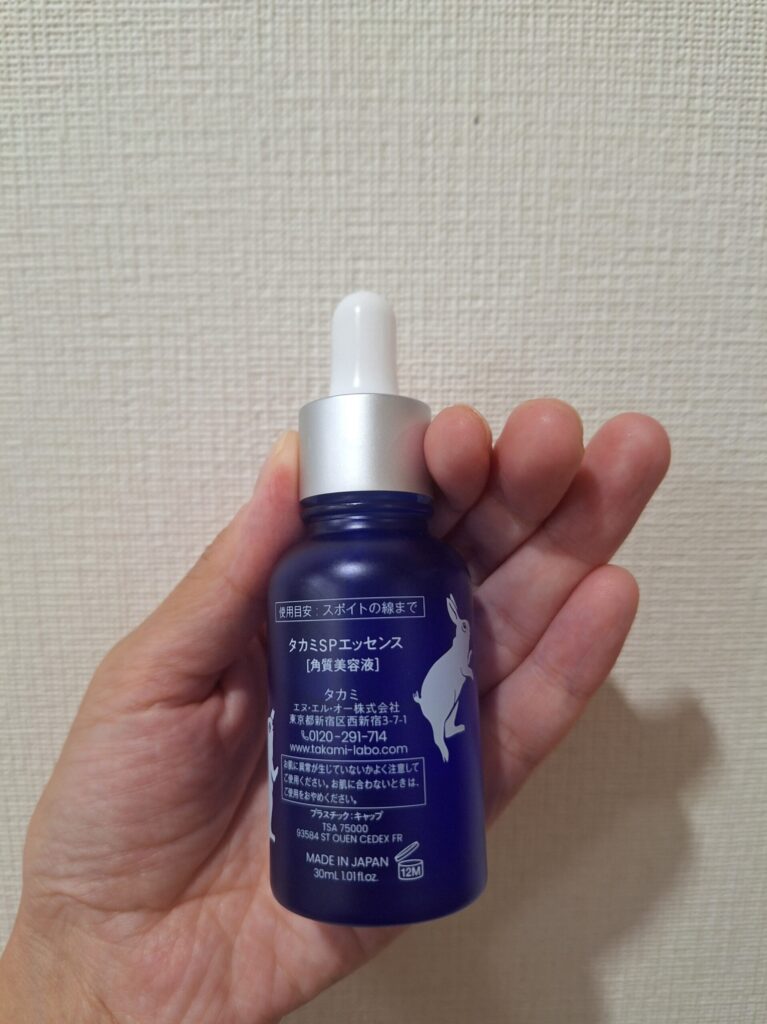 使用目安：スポイトの線まで
タカミSPエッセンス
[角質美容液]
タカミ
エヌ・エル・オー株式会社
東京都新宿区西新宿3-7-1
0120-291-714
www.takami-labo.com
お肌に異常が生じていないかよく注意して
ご使用ください。お肌に合わないときは、
ご使用をおやめください。
プラスチック:キャップ
TSA 75000
93584 ST OUEN CEDEX FR
MADE IN JAPAN
30mL 1.01fl.oz.
12M